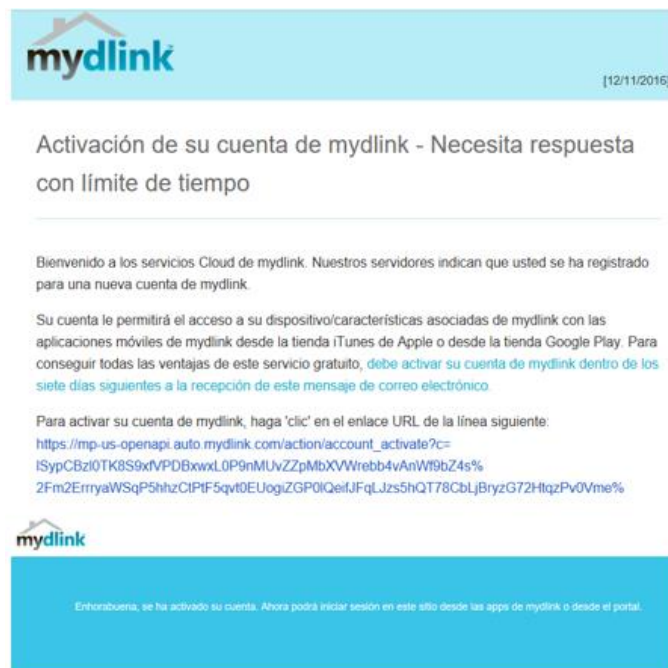 mydlink
[12/11/2016]
Activación de su cuenta de mydlink - Necesita respuesta
con límite de tiempo
Bienvenido a los servicios Cloud de mydlink. Nuestros servidores indican que usted se ha registrado
para una nueva cuenta de mydlink.
Su cuenta le permitirá el acceso a su dispositivo/características asociadas de mydlink con las
aplicaciones móviles de mydlink desde la tienda iTunes de Apple o desde la tienda Google Play. Para
conseguir todas las ventajas de este servicio gratuito, debe activar su cuenta de mydlink dentro de los
siete días siguientes a la recepción de este mensaje de correo electrónico.
Para activar su cuenta de mydlink, haga 'clic' en el enlace URL de la línea siguiente:
https://mp-us-openapi.auto.mydlink.com/action/account_activate?c=
mydlink
Enhorabuena, se ha activado su cuenta. Ahora podrá iniciar sesión en este sitio desde las apps de mydlink o desde el portal.